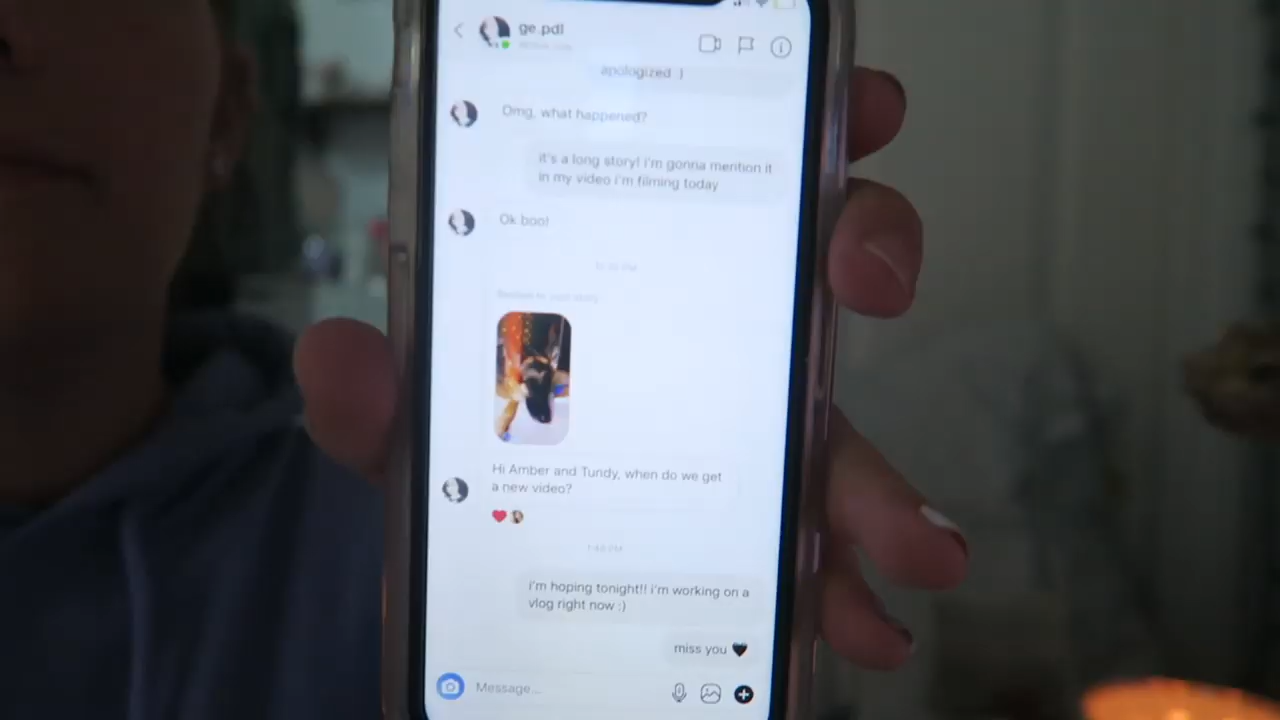 ge.pdl
apologized :)
Omg, what happened?
it's a long story! i'm gonna mention it
in my video i'm filming today
Ok boo!
Hi Amber and Tundy, when do we get
a new video?
i'm hoping tonight!! i'm working on a
vlog right now :)
miss you 🖤
Message...